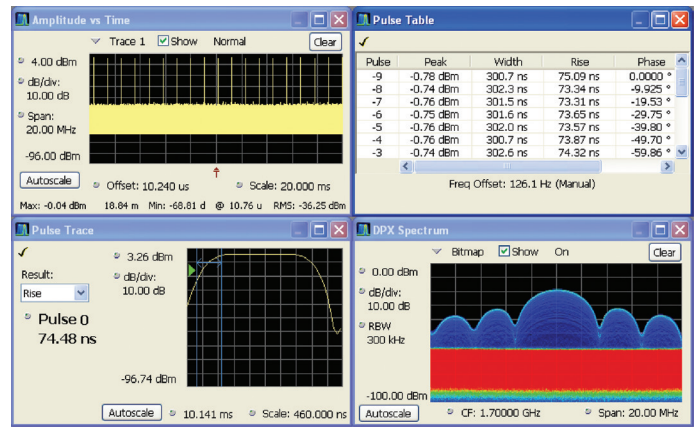 Amplitude vs Time
Trace 1 Show Normal Clear
4.00 dBm
dB/div:
10.00 dB
Span:
20.00 MHz
-96.00 dBm
Autoscale Offset: 10.240 us Scale: 20.000 ms
Max: -0.04 dBm 18.84 m Min: -68.81 d @ 10.76 u RMS: -36.25 dBm
Pulse Table
Pulse Peak Width Rise Phase
-9 -0.78 dBm 300.7 ns 75.09 ns 0.0000 °
-8 -0.74 dBm 302.3 ns 73.34 ns -9.925 °
-7 -0.76 dBm 301.5 ns 73.31 ns -19.53 °
-6 -0.75 dBm 301.6 ns 73.65 ns -29.75 °
-5 -0.76 dBm 302.0 ns 73.57 ns -39.80 °
-4 -0.76 dBm 300.7 ns 73.87 ns -49.70 °
-3 -0.74 dBm 302.6 ns 74.32 ns -59.86 °
Freq Offset: 126.1 Hz (Manual)
Pulse Trace
3.26 dBm
Result:
dB/div:
10.00 dB
Rise
Pulse 0
74.48 ns
-96.74 dBm
Autoscale 10.141 ms Scale: 460.000 ns
DPX Spectrum
Bitmap Show On Clear
0.00 dBm
dB/div:
10.00 dB
RBW
300 kHz
-100.00 dBm
Autoscale CF: 1.70000 GHz Span: 20.00 MHz